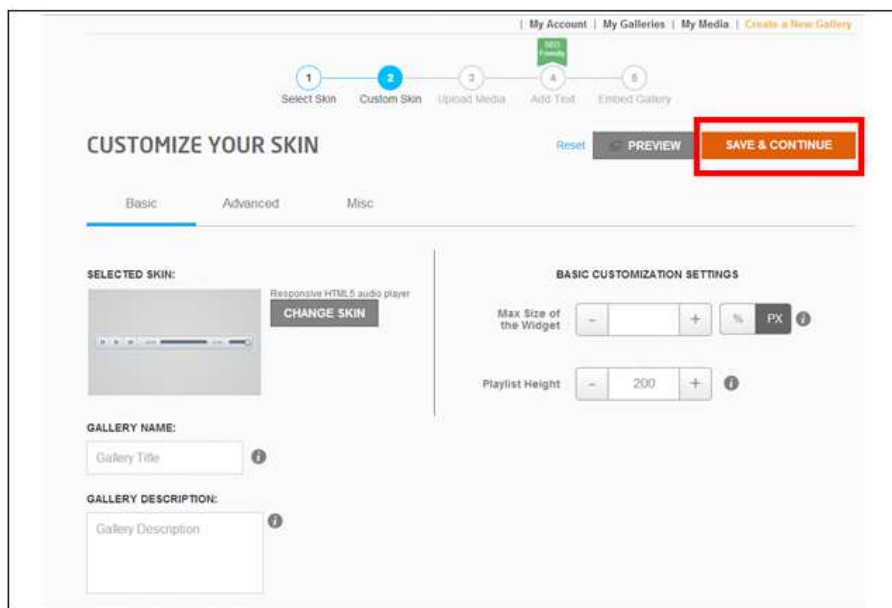 | My Account | My Galleries | My Media | Create a New Gallery
SEO
Friendly
1 2 3 4 5
Select Skin Custom Skin Upload Media Add Text Embed Gallery
CUSTOMIZE YOUR SKIN
Reset PREVIEW SAVE & CONTINUE
Basic Advanced Misc
SELECTED SKIN:
Responsive HTML5 audio player
CHANGE SKIN
BASIC CUSTOMIZATION SETTINGS
Max Size of
the Widget - + % PX i
Playlist Height - 200 + i
GALLERY NAME:
Gallery Title i
GALLERY DESCRIPTION:
Gallery Description i